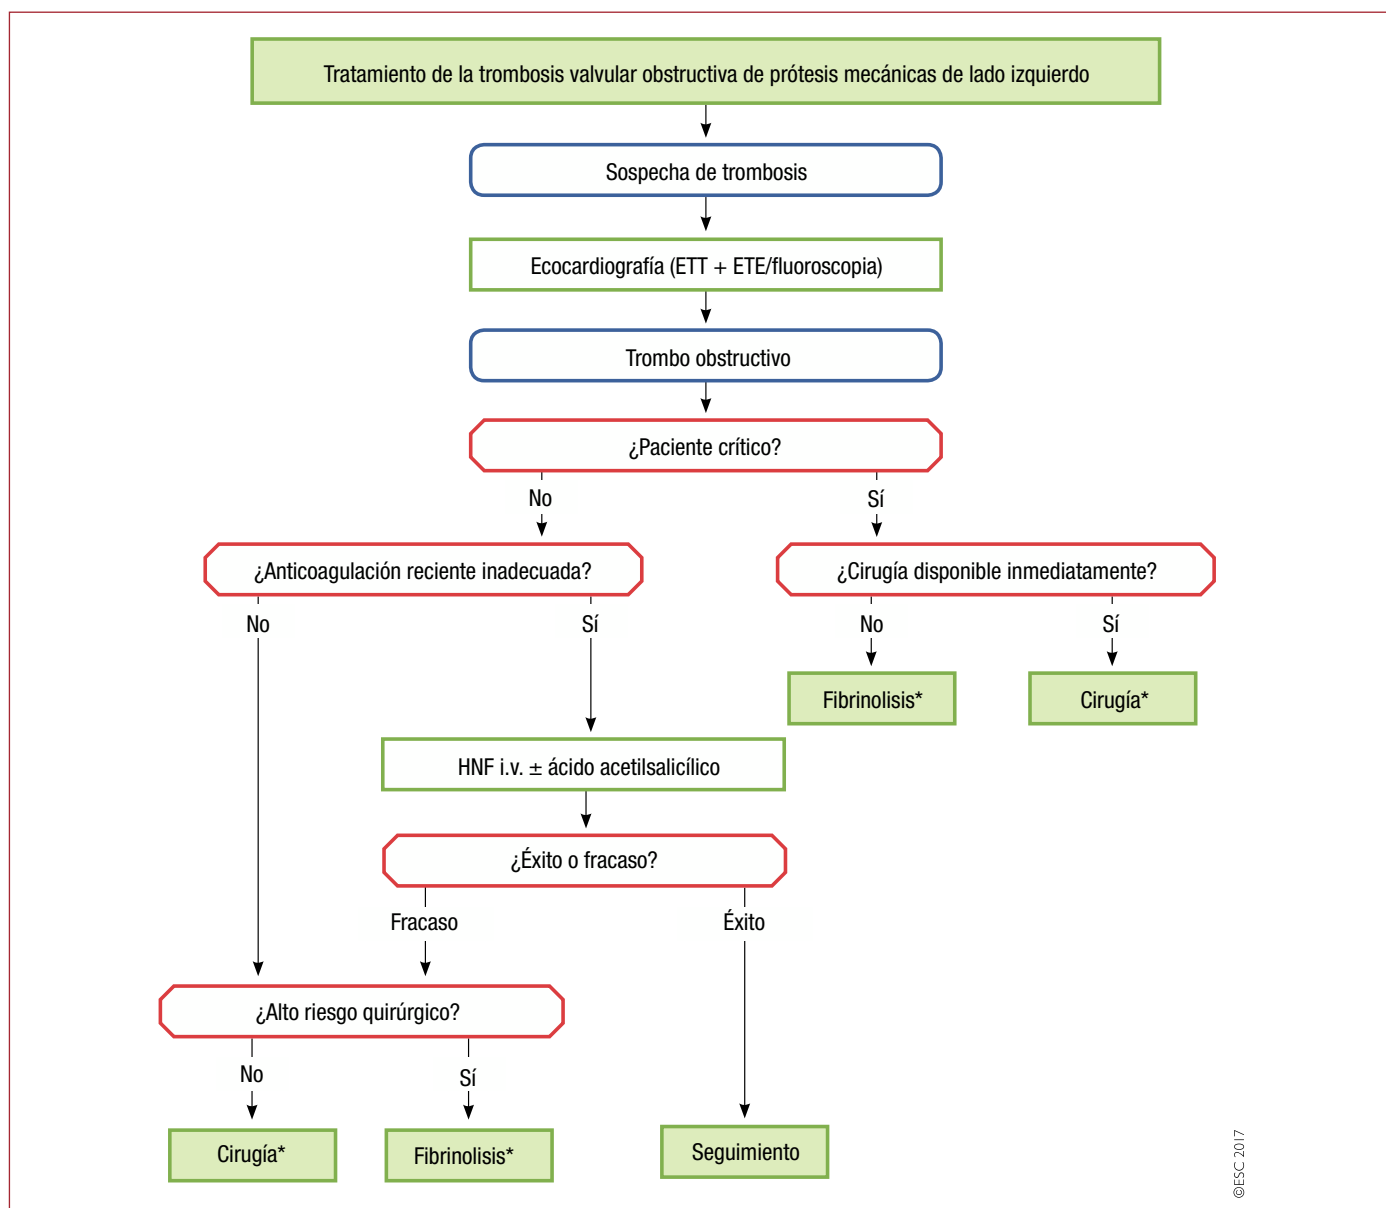 Tratamiento de la trombosis valvular obstructiva de prótesis mecánicas de lado izquierdo
Sospecha de trombosis
Ecocardiografía (ETT + ETE/fluoroscopia)
Trombo obstructivo
¿Paciente crítico?
No
Sí
¿Anticoagulación reciente inadecuada?
¿Cirugía disponible inmediatamente?
No
Sí
No
Sí
Fibrinolisis*
Cirugía*
HNF i.v. ± ácido acetilsalicílico
¿Éxito o fracaso?
Fracaso
Éxito
¿Alto riesgo quirúrgico?
No
Sí
Cirugía*
Fibrinolisis*
Seguimiento
©ESC 2017